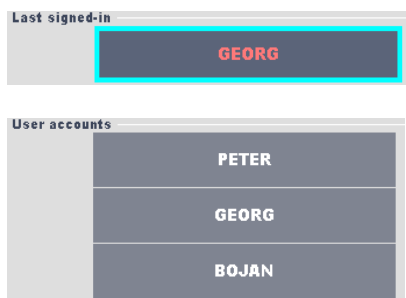 Last signed-in
GEORG
User accounts
PETER
GEORG
BOJAN